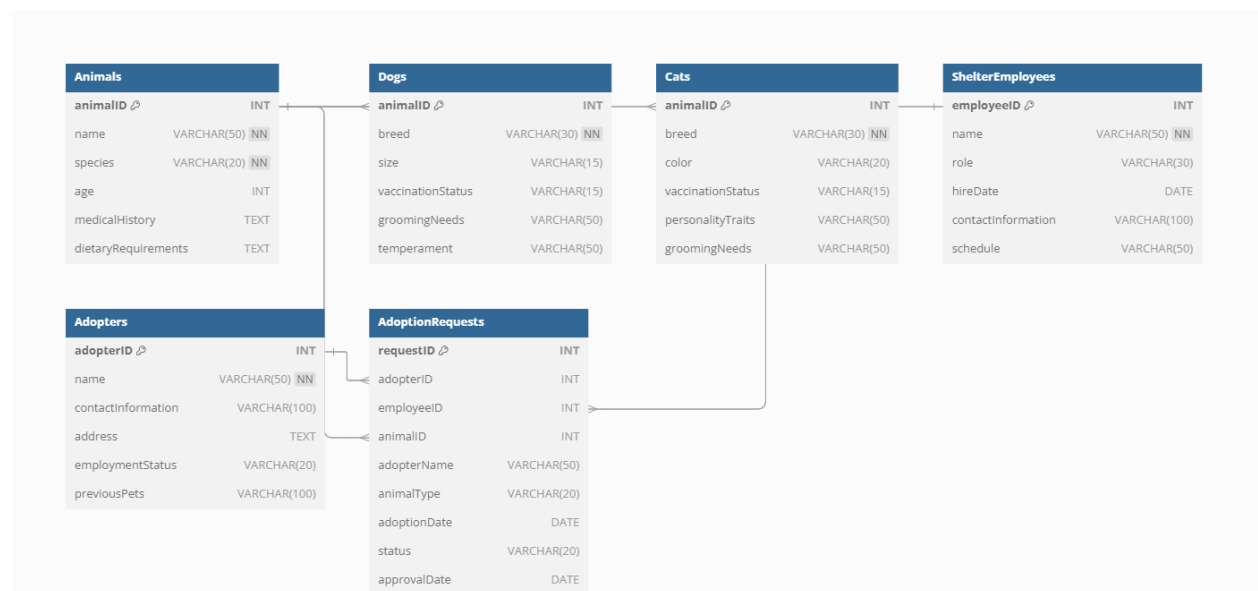 Animals
animalID INT
name VARCHAR(50) NN
species VARCHAR(20) NN
age INT
medicalHistory TEXT
dietaryRequirements TEXT
Dogs
animalID INT
breed VARCHAR(30) NN
size VARCHAR(15)
vaccinationStatus VARCHAR(15)
groomingNeeds VARCHAR(50)
temperament VARCHAR(50)
Cats
animalID INT
breed VARCHAR(30) NN
color VARCHAR(20)
vaccinationStatus VARCHAR(15)
personalityTraits VARCHAR(50)
groomingNeeds VARCHAR(50)
ShelterEmployees
employeeID INT
name VARCHAR(50) NN
role VARCHAR(30)
hireDate DATE
contactInformation VARCHAR(100)
schedule VARCHAR(50)
Adopters
adopterID INT
name VARCHAR(50) NN
contactInformation VARCHAR(100)
address TEXT
employmentStatus VARCHAR(20)
previousPets VARCHAR(100)
AdoptionRequests
requestID INT
adopterID INT
employeeID INT
animalID INT
adopterName VARCHAR(50)
animalType VARCHAR(20)
adoptionDate DATE
status VARCHAR(20)
approvalDate DATE